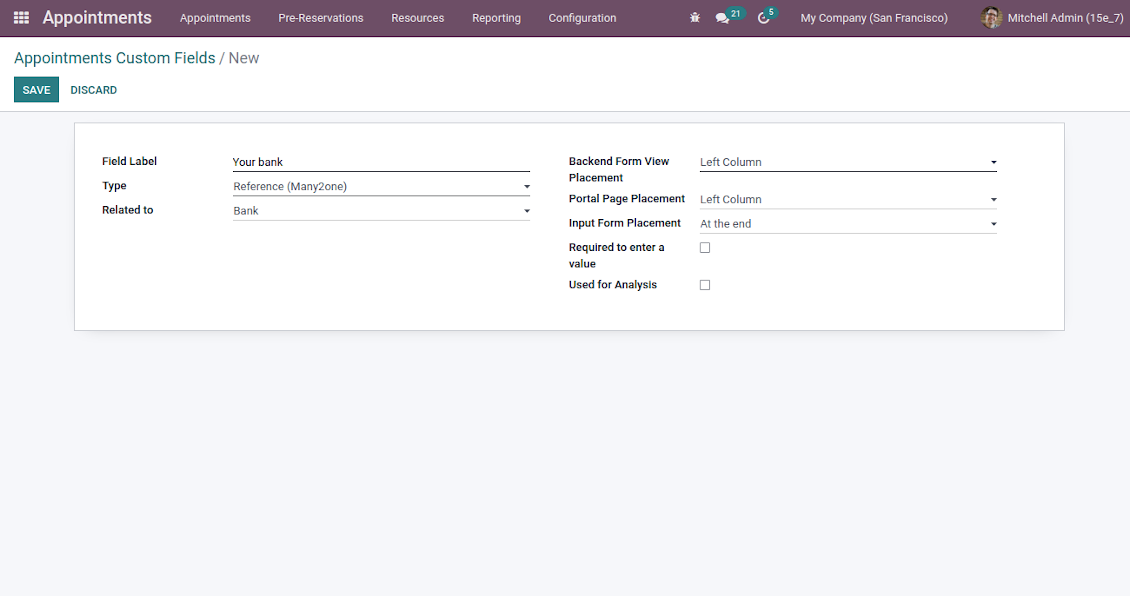 Appointments Appointments Pre-Reservations Resources Reporting Configuration 21 5 My Company (San Francisco) Mitchell Admin (15e_7)
Appointments Custom Fields / New
SAVE DISCARD
Field Label Your bank
Type Reference (Many2one)
Related to Bank
Backend Form View
Placement Left Column
Portal Page Placement Left Column
Input Form Placement At the end
Required to enter a
value
Used for Analysis